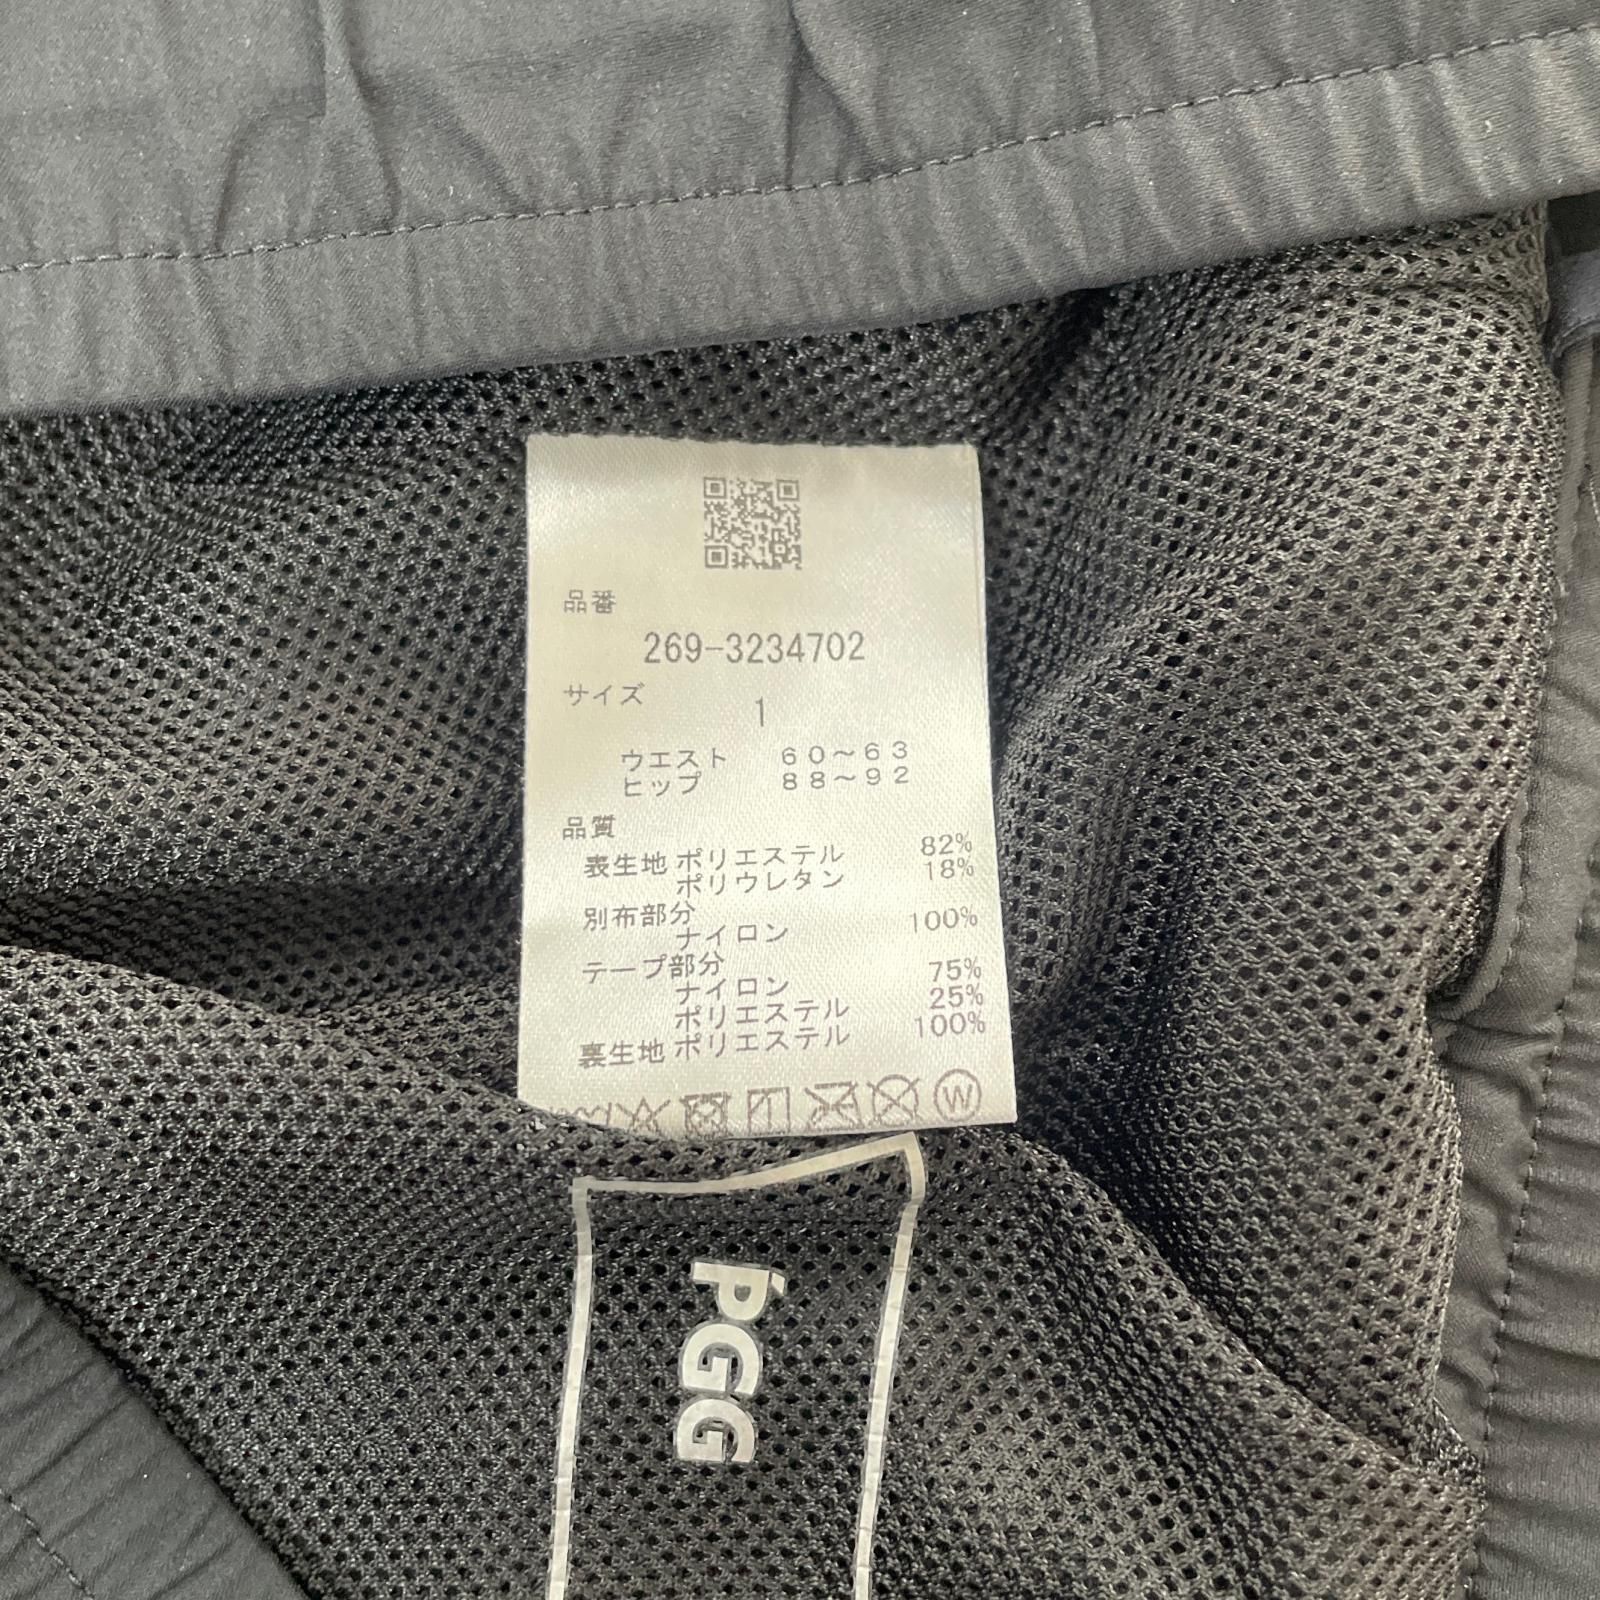 品番
269-3234702
サイズ
1
ウエスト 60~63
ヒップ 88~92
品質
表生地 ポリエステル 82%
ポリウレタン 18%
別布部分
ナイロン 100%
テープ部分
ナイロン 75%
ポリエステル 25%
裏生地 ポリエステル 100%
W
PGG